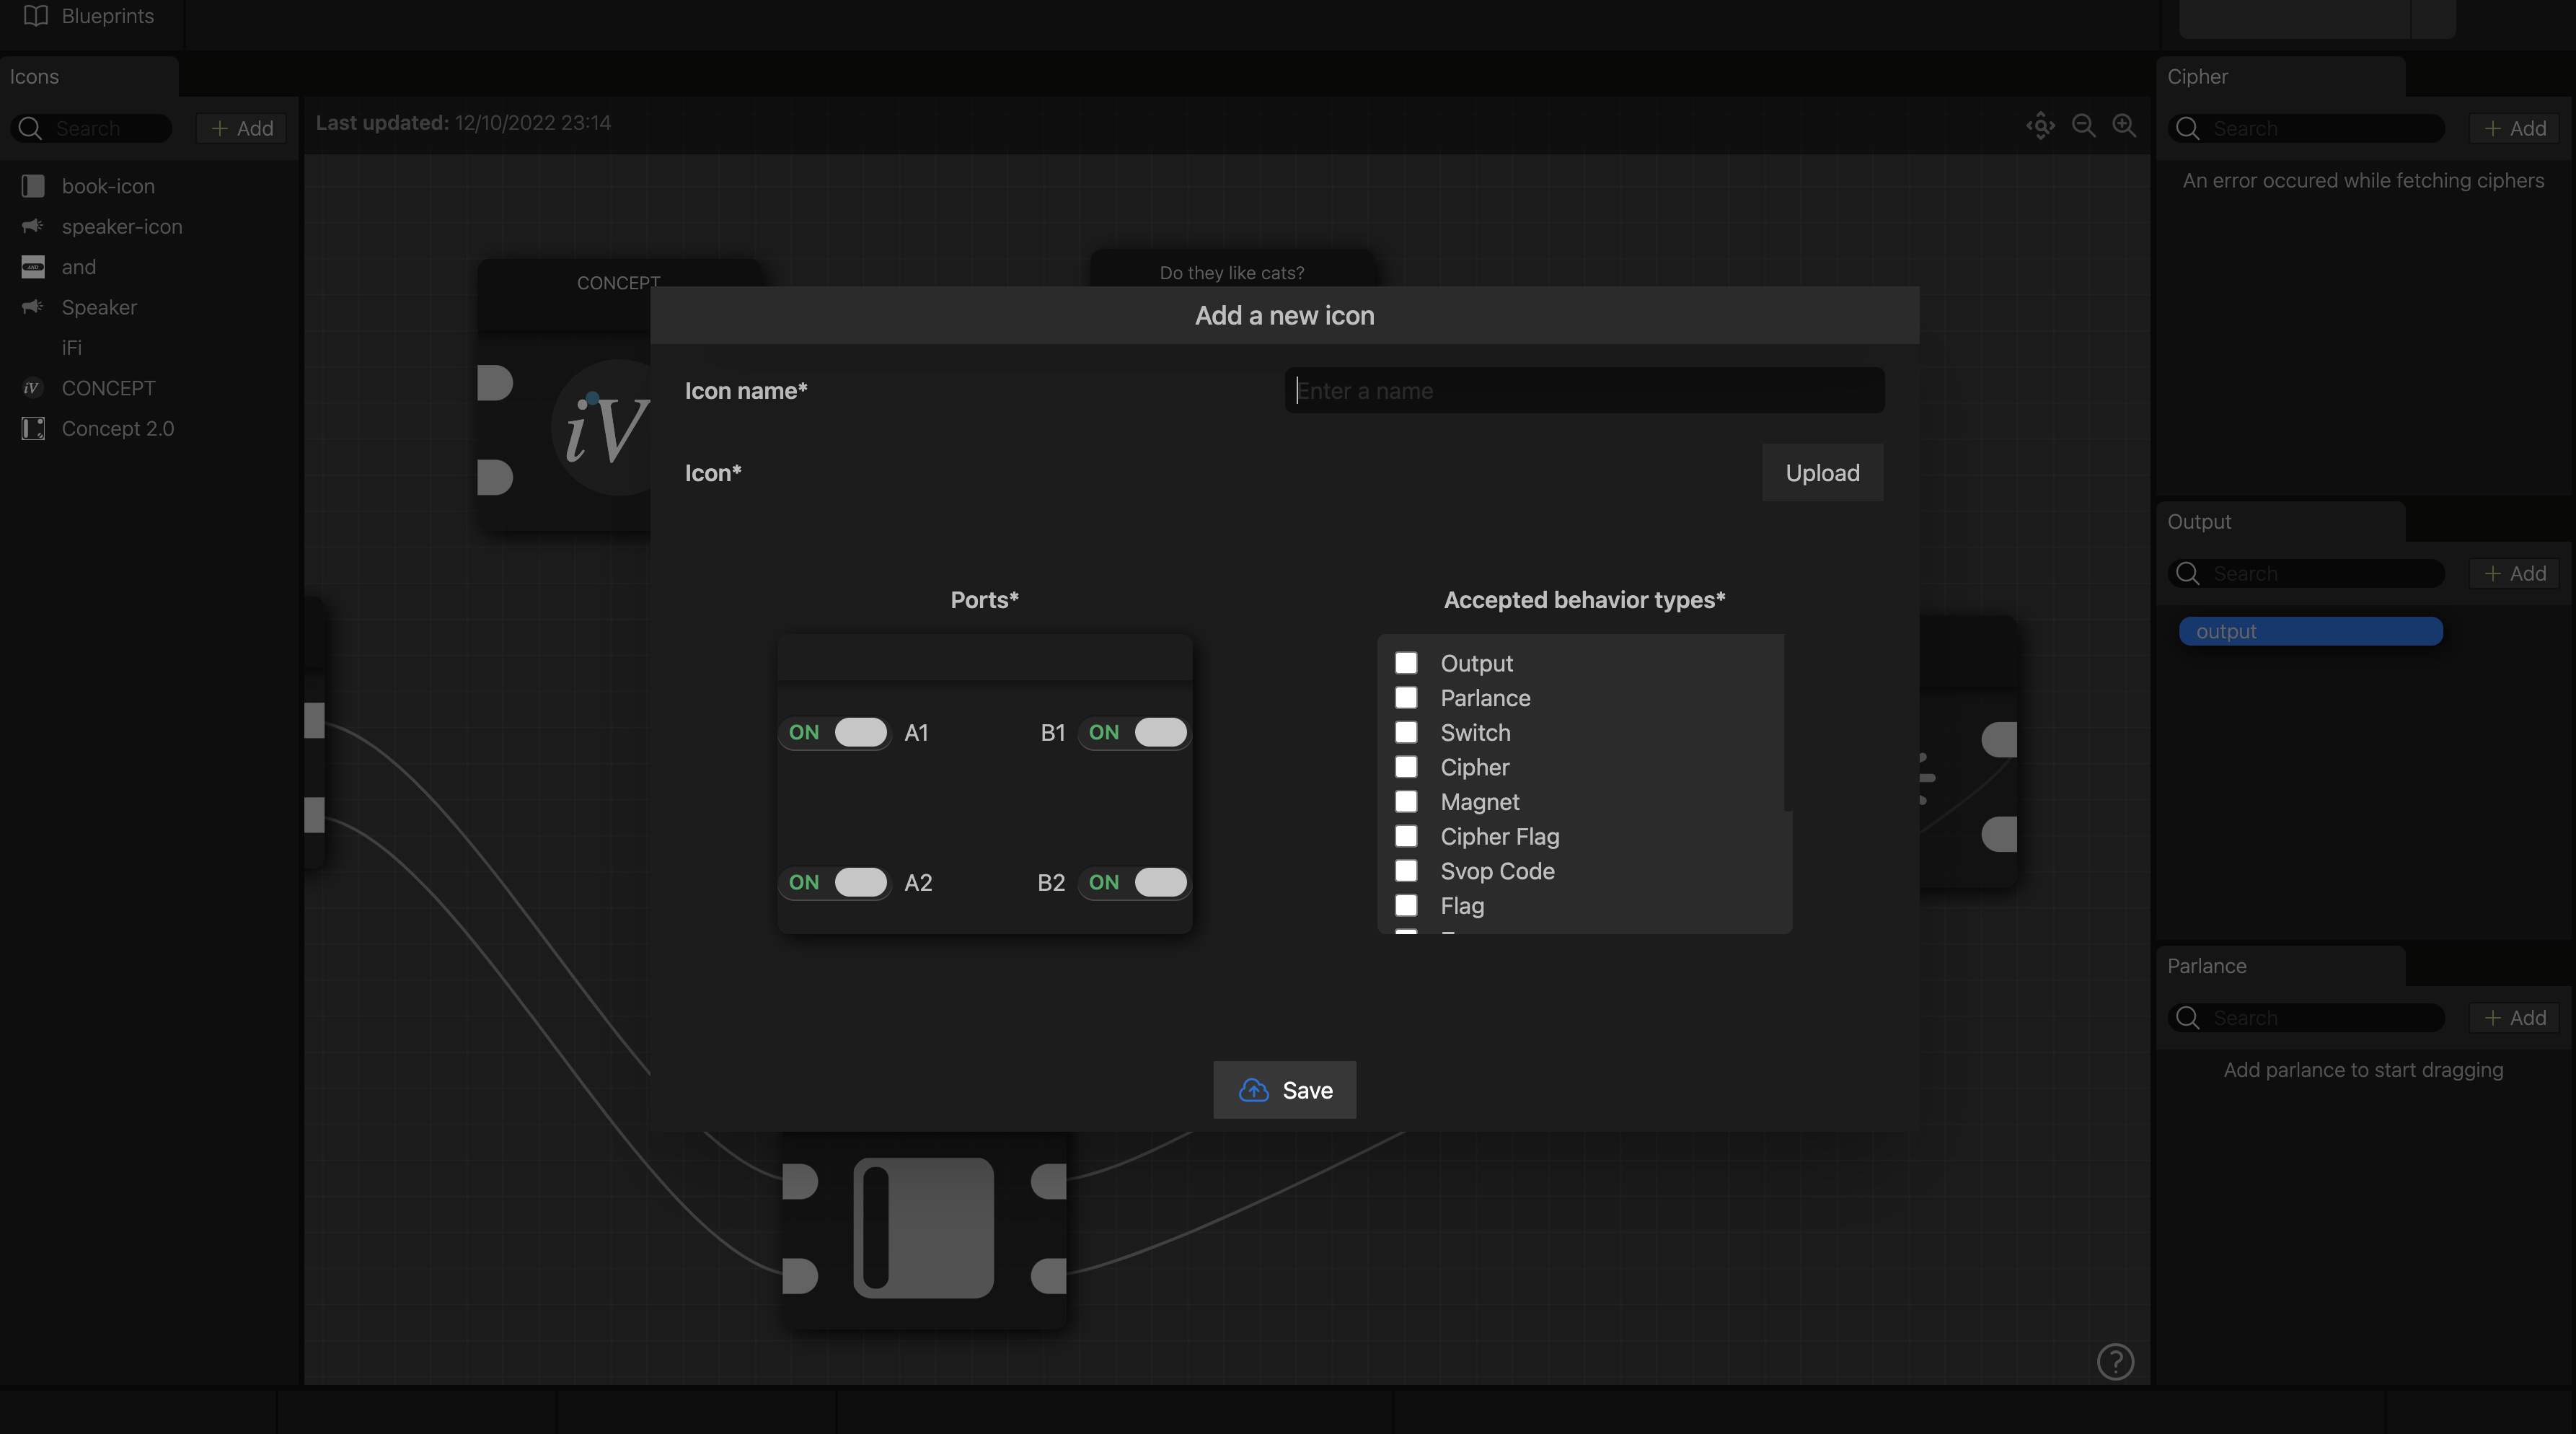 Blueprints
Icons
Search
+ Add
book-icon
speaker-icon
and
Speaker
iFi
iV CONCEPT
Concept 2.0
Last updated: 12/10/2022 23:14
CONCEPT
iV
Do they like cats?
Add a new icon
Icon name*
Enter a name
Icon*
Upload
Ports*
ON A1
B1 ON
ON A2
B2 ON
Accepted behavior types*
Output
Parlance
Switch
Cipher
Magnet
Cipher Flag
Svop Code
Flag
Save
Cipher
Search
+ Add
An error occured while fetching ciphers
Output
Search
+ Add
output
Parlance
Search
+ Add
Add parlance to start dragging
?